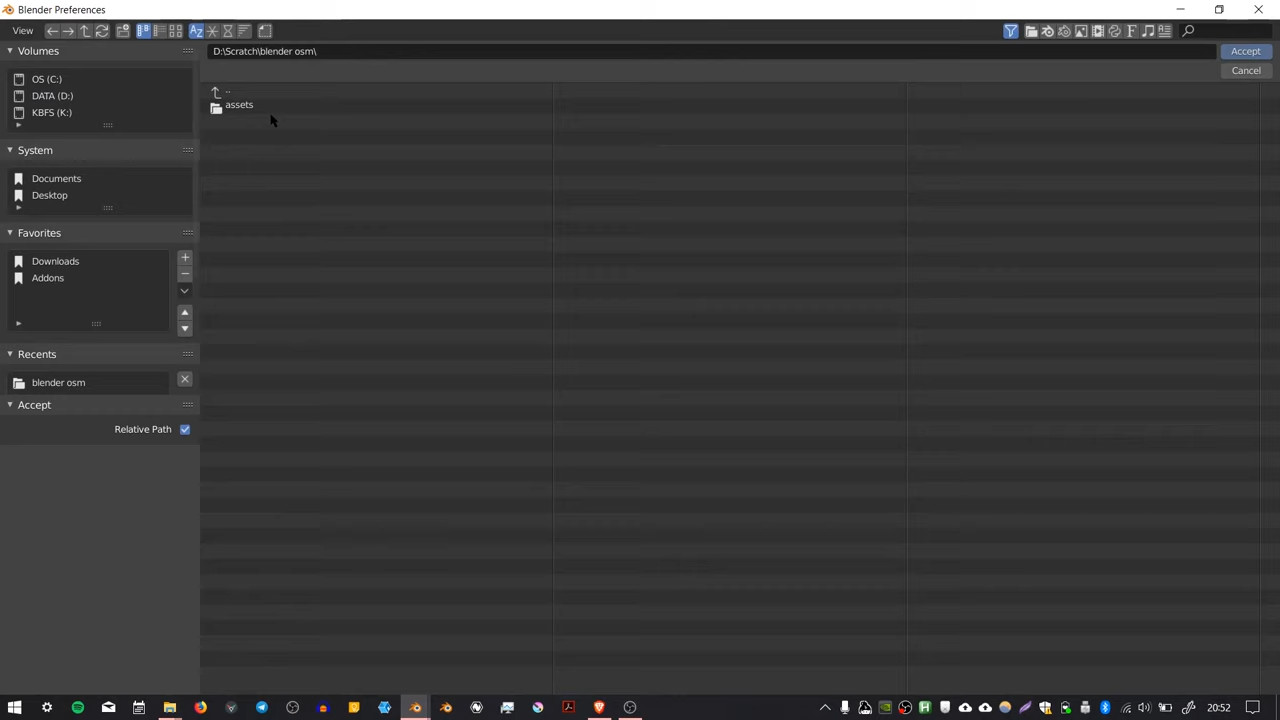 Blender Preferences
View
D:\Scratch\blender osm\
Accept
Cancel
Volumes
OS (C:)
DATA (D:)
KBFS (K:)
System
Documents
Desktop
Favorites
Downloads
Addons
Recents
blender osm
Accept
Relative Path
..
assets
20:52